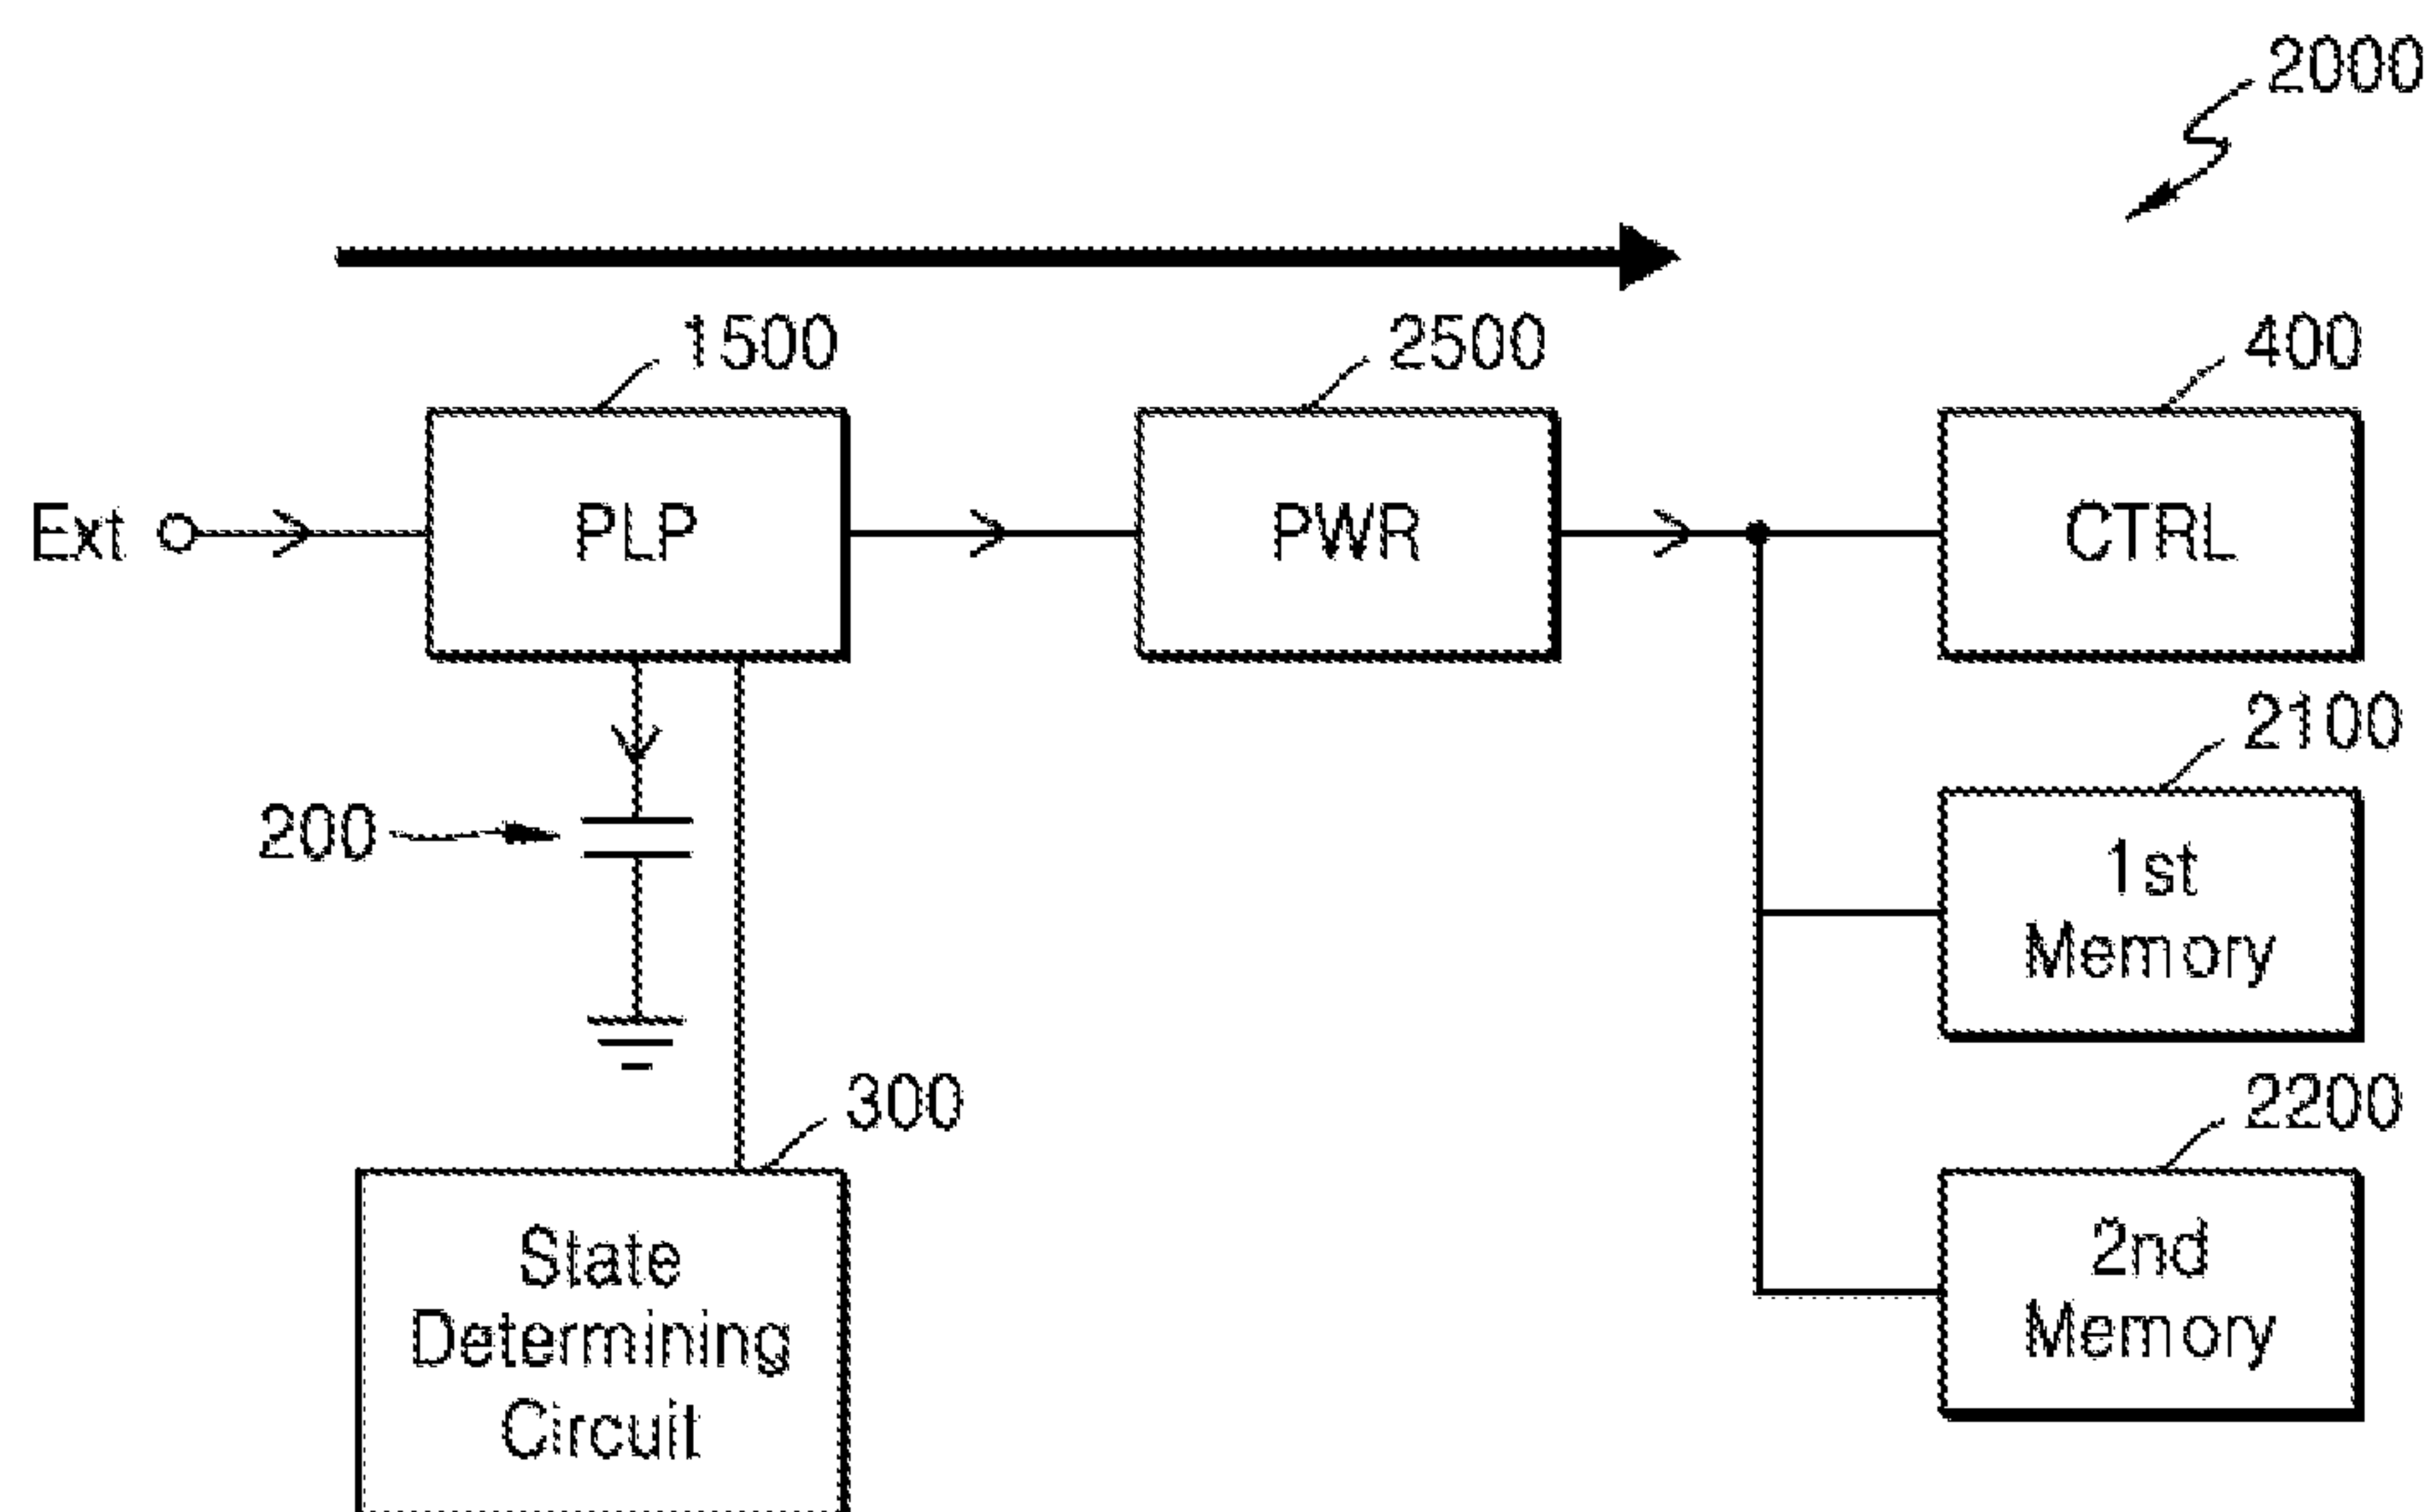 2000
1500
2500
400
Ext
PLP
PWR
CTRL
2100
200
1st
Memory
300
2200
State
Determining
Circuit
2nd
Memory